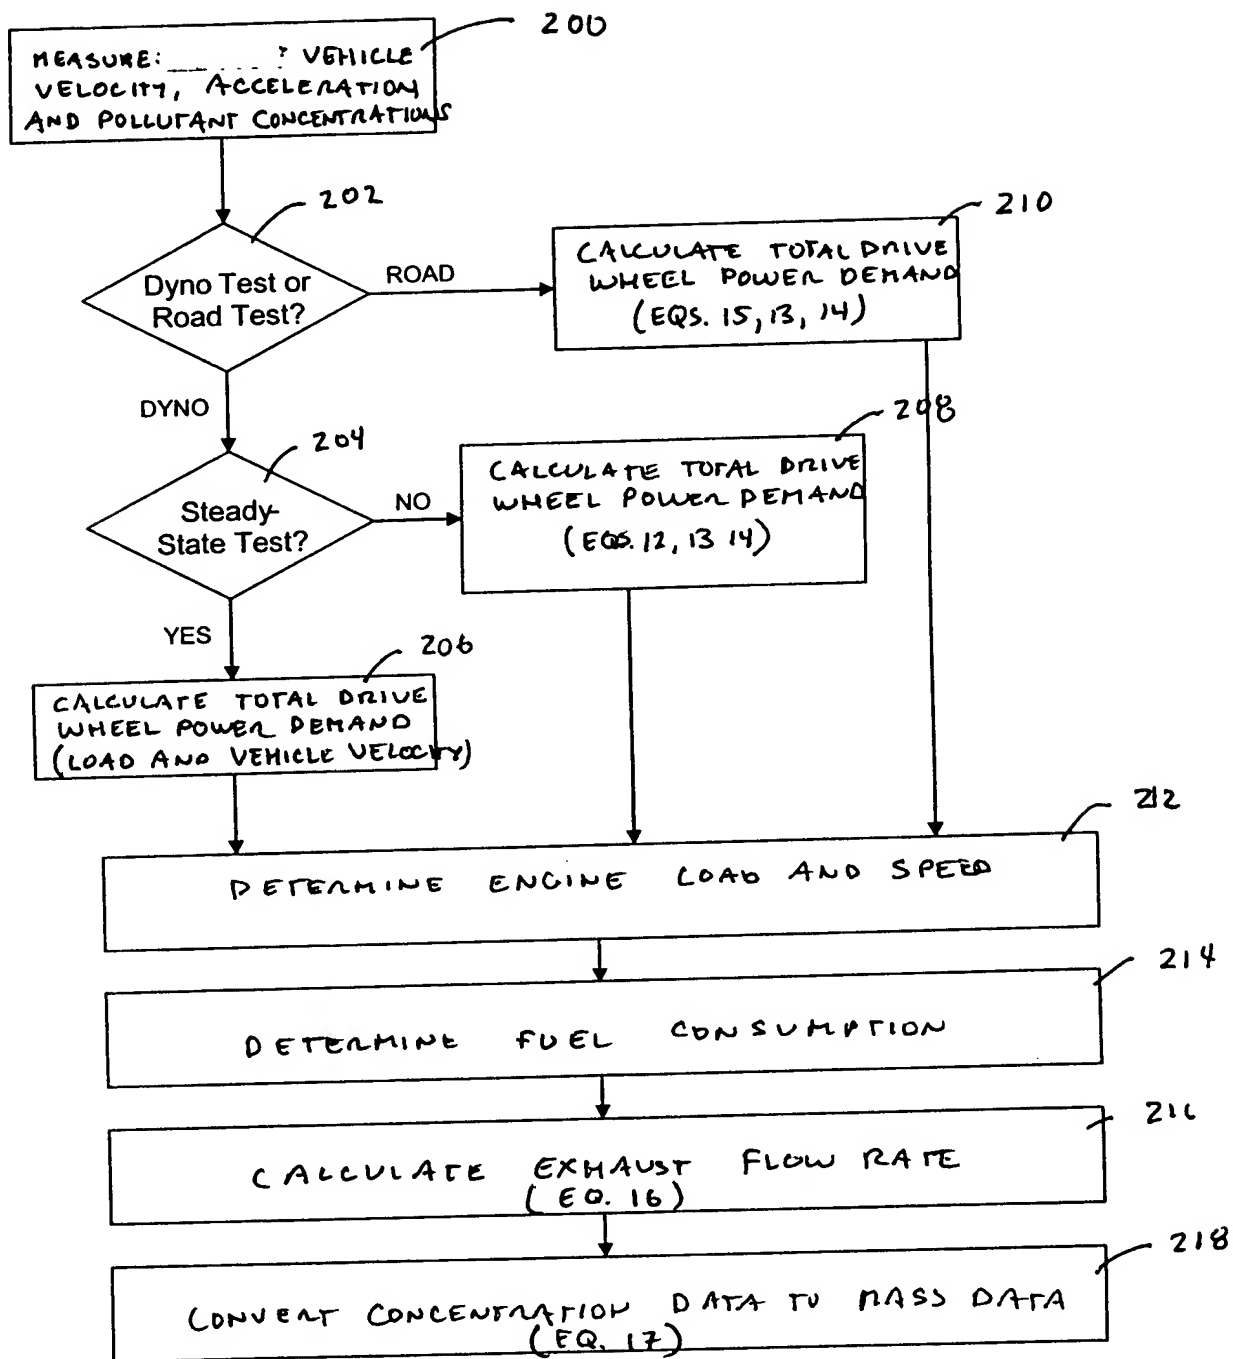 200
MEASURE: VEHICLE
VELOCITY, ACCELERATION
AND POLLUTANT CONCENTRATIONS
202
Dyno Test or
Road Test?
ROAD
210
CALCULATE TOTAL DRIVE
WHEEL POWER DEMAND
(EQS. 15, 13, 14)
DYNO
204
Steady-
State Test?
NO
208
CALCULATE TOTAL DRIVE
WHEEL POWER DEMAND
(EQS. 12, 13 14)
YES
206
CALCULATE TOTAL DRIVE
WHEEL POWER DEMAND
(LOAD AND VEHICLE VELOCITY)
212
DETERMINE ENGINE LOAD AND SPEED
214
DETERMINE FUEL CONSUMPTION
216
CALCULATE EXHAUST FLOW RATE
(EQ. 16)
218
CONVERT CONCENTRATION DATA TO MASS DATA
(EQ. 17)